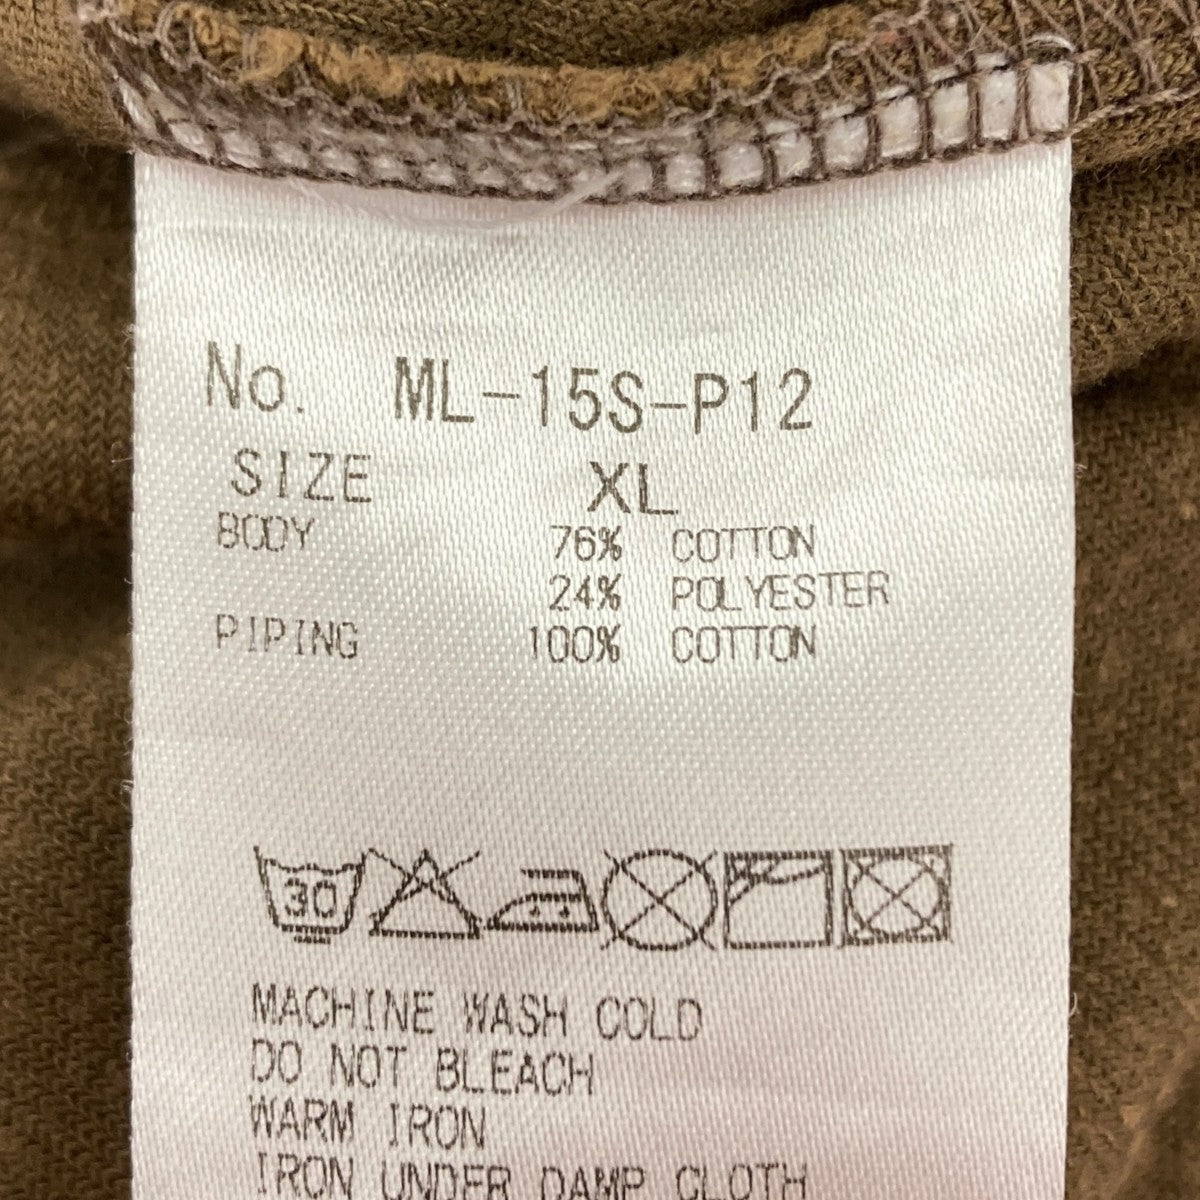 No. ML-15S-P12
SIZE XL
BODY 76% COTTON
24% POLYESTER
PIPING 100% COTTON
30
MACHINE WASH COLD
DO NOT BLEACH
WARM IRON
IRON UNDER DAMP CLOTH